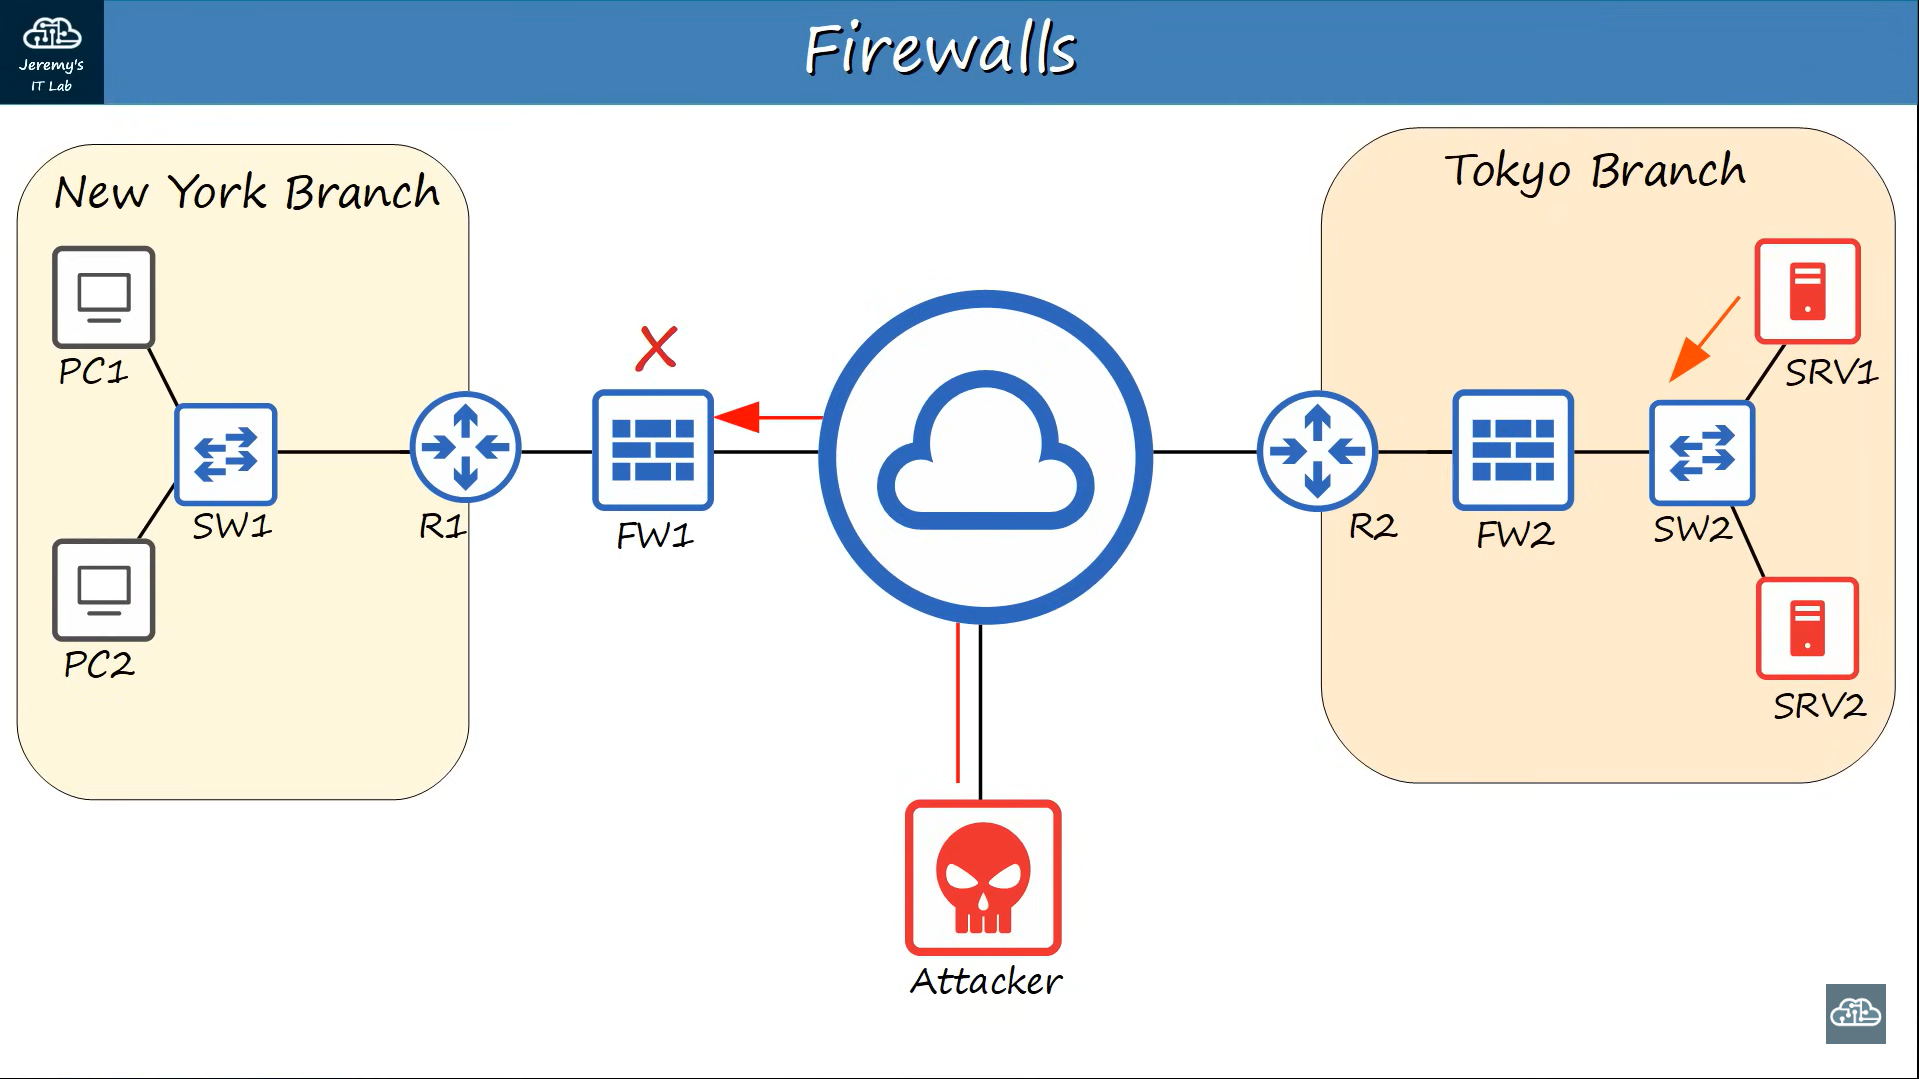 Jeremy's
IT Lab
Firewalls
New York Branch
Tokyo Branch
PC1
SRV1
X
SW1
R1
FW1
R2
FW2
SW2
PC2
SRV2
Attacker